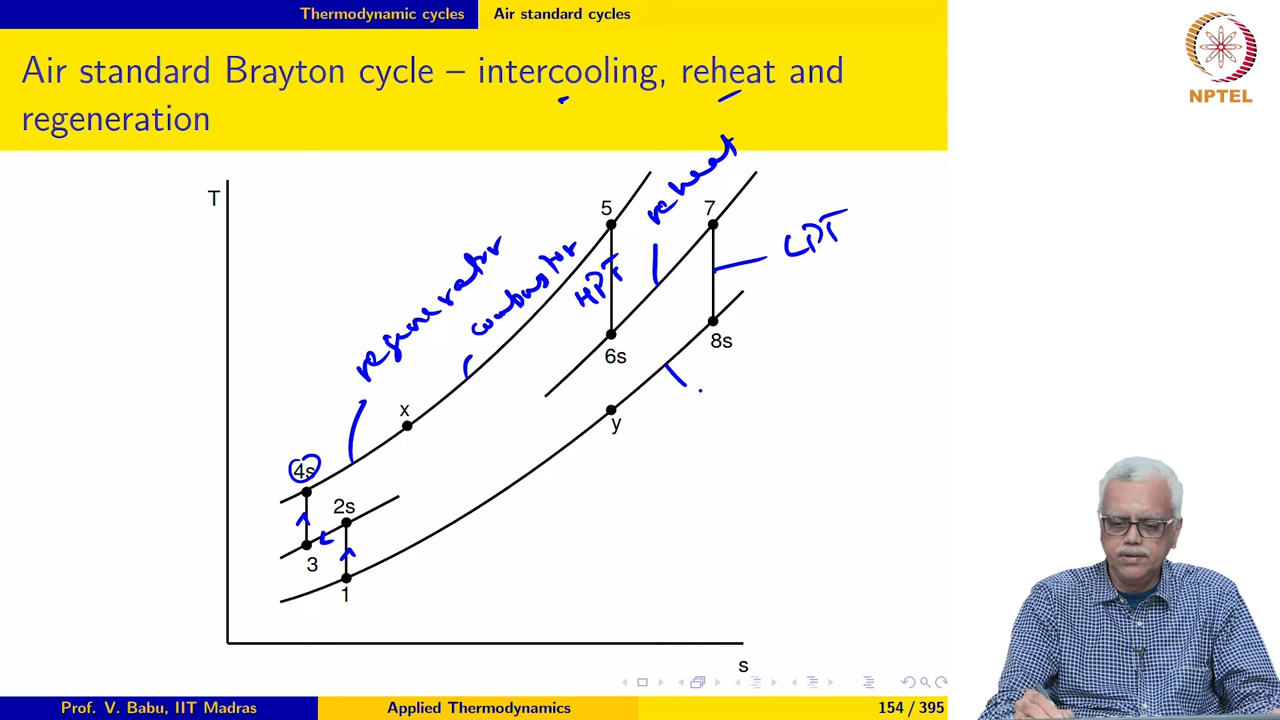 Thermodynamic cycles Air standard cycles
Air standard Brayton cycle – intercooling, reheat and
regeneration
NPTEL
T
reheat
5
7
LPT
regenerator
combustor
HPT
6s
8s
x
y
4s
2s
3
1
s
Prof. V. Babu, IIT Madras Applied Thermodynamics 154 / 395